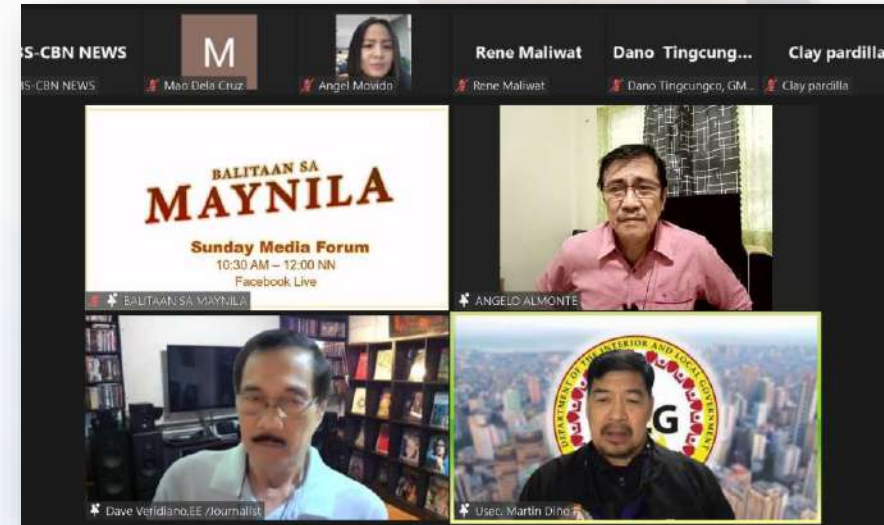 BS-CBN NEWS
M
Rene Maliwat
Dano Tingcung...
Clay pardilla
BS-CBN NEWS
Mao Dela Cruz
Angel Movido
Rene Maliwat
Dano Tingcungco, GM...
Clay pardilla
BALITAAN SA
MAYNILA
Sunday Media Forum
10:30 AM – 12:00 NN
Facebook Live
BALITAAN SA MAYNILA
ANGELO ALMONTE
DEPARTMENT OF THE INTERIOR AND LOCAL GOVERNMENT
LG
Dave Veridiano,EE /Journalist
Usec. Martin Diño